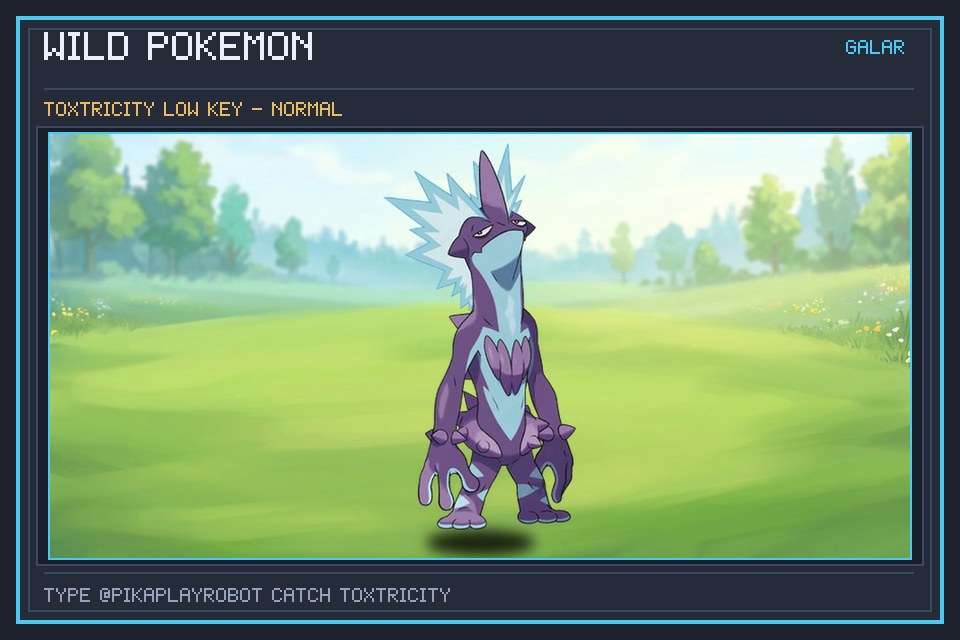 WILD POKEMON
GALAR
TOXTRICITY LOW KEY - NORMAL
TYPE @PIKAPLAYROBOT CATCH TOXTRICITY